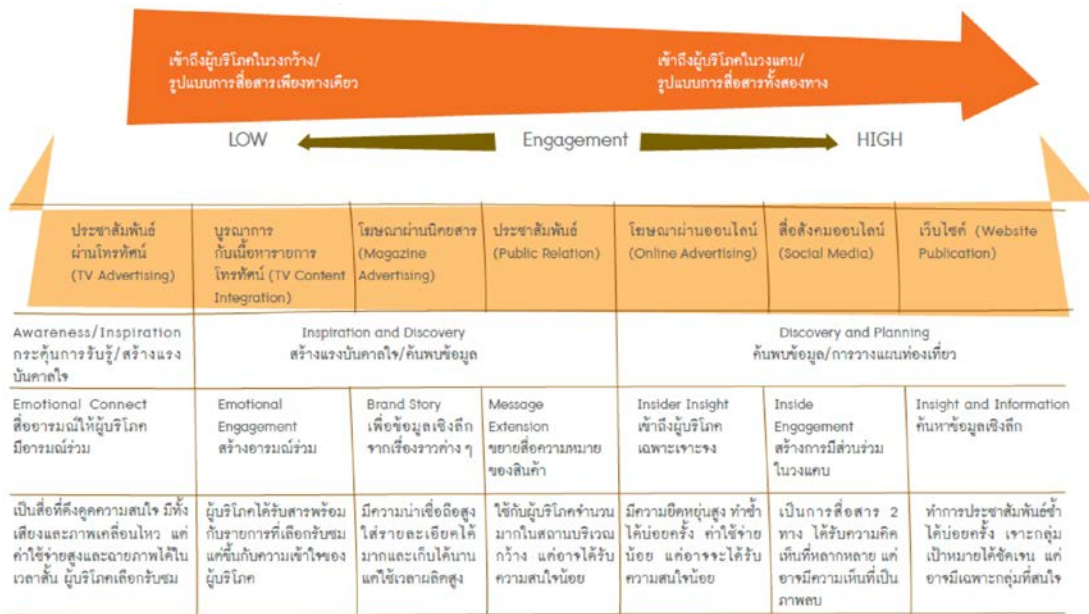 เข้าถึงผู้บริโภคในวงกว้าง/
รูปแบบการสื่อสารเพียงทางเดียว
เข้าถึงผู้บริโภคในวงแคบ/
รูปแบบการสื่อสารทั้งสองทาง
LOW
Engagement
HIGH
ประชาสัมพันธ์
ผ่านโทรทัศน์
(TV Advertising)
บูรณาการ
กับเนื้อหารายการ
โทรทัศน์ (TV Content
Integration)
โฆษณาผ่านนิตยสาร
(Magazine
Advertising)
ประชาสัมพันธ์
(Public Relation)
โฆษณาผ่านออนไลน์
(Online Advertising)
สื่อสังคมออนไลน์
(Social Media)
เว็บไซต์ (Website
Publication)
Awareness/Inspiration
กระตุ้นการรับรู้/สร้างแรง
บันดาลใจ
Inspiration and Discovery
สร้างแรงบันดาลใจ/ค้นพบข้อมูล
Discovery and Planning
ค้นพบข้อมูล/การวางแผนท่องเที่ยว
Emotional Connect
สื่ออารมณ์ให้ผู้บริโภค
มีอารมณ์ร่วม
Emotional
Engagement
สร้างอารมณ์ร่วม
Brand Story
เพื่อข้อมูลเชิงลึก
จากเรื่องราวต่าง ๆ
Message
Extension
ขยายสื่อความหมาย
ของสินค้า
Insider Insight
เข้าถึงผู้บริโภค
เฉพาะเจาะจง
Inside
Engagement
สร้างการมีส่วนร่วม
ในวงแคบ
Insight and Information
ค้นหาข้อมูลเชิงลึก
เป็นสื่อที่ดึงดูดความสนใจ มีทั้ง
เสียงและภาพเคลื่อนไหว แต่
ค่าใช้จ่ายสูงและฉายภาพได้ใน
เวลาสั้น ผู้บริโภคเลือกรับชม
ผู้บริโภคได้รับสารพร้อม
กับรายการที่เลือกรับชม
แต่ขึ้นกับความเข้าใจของ
ผู้บริโภค
มีความน่าเชื่อถือสูง
ใส่รายละเอียดได้
มากและเก็บได้นาน
แต่ใช้เวลาผลิตสูง
ใช้กับผู้บริโภคจำนวน
มากในสถานบริเวณ
กว้าง แต่อาจได้รับ
ความสนใจน้อย
มีความยืดหยุ่นสูง ทำซ้ำ
ได้บ่อยครั้ง ค่าใช้จ่าย
น้อย แต่อาจจะได้รับ
ความสนใจน้อย
เป็นการสื่อสาร 2
ทาง ได้รับความคิด
เห็นที่หลากหลาย แต่
อาจมีความเห็นที่เป็น
ภาพลบ
ทำการประชาสัมพันธ์ซ้ำ
ได้บ่อยครั้ง เจาะกลุ่ม
เป้าหมายได้ชัดเจน แต่
อาจมีเฉพาะกลุ่มที่สนใจ